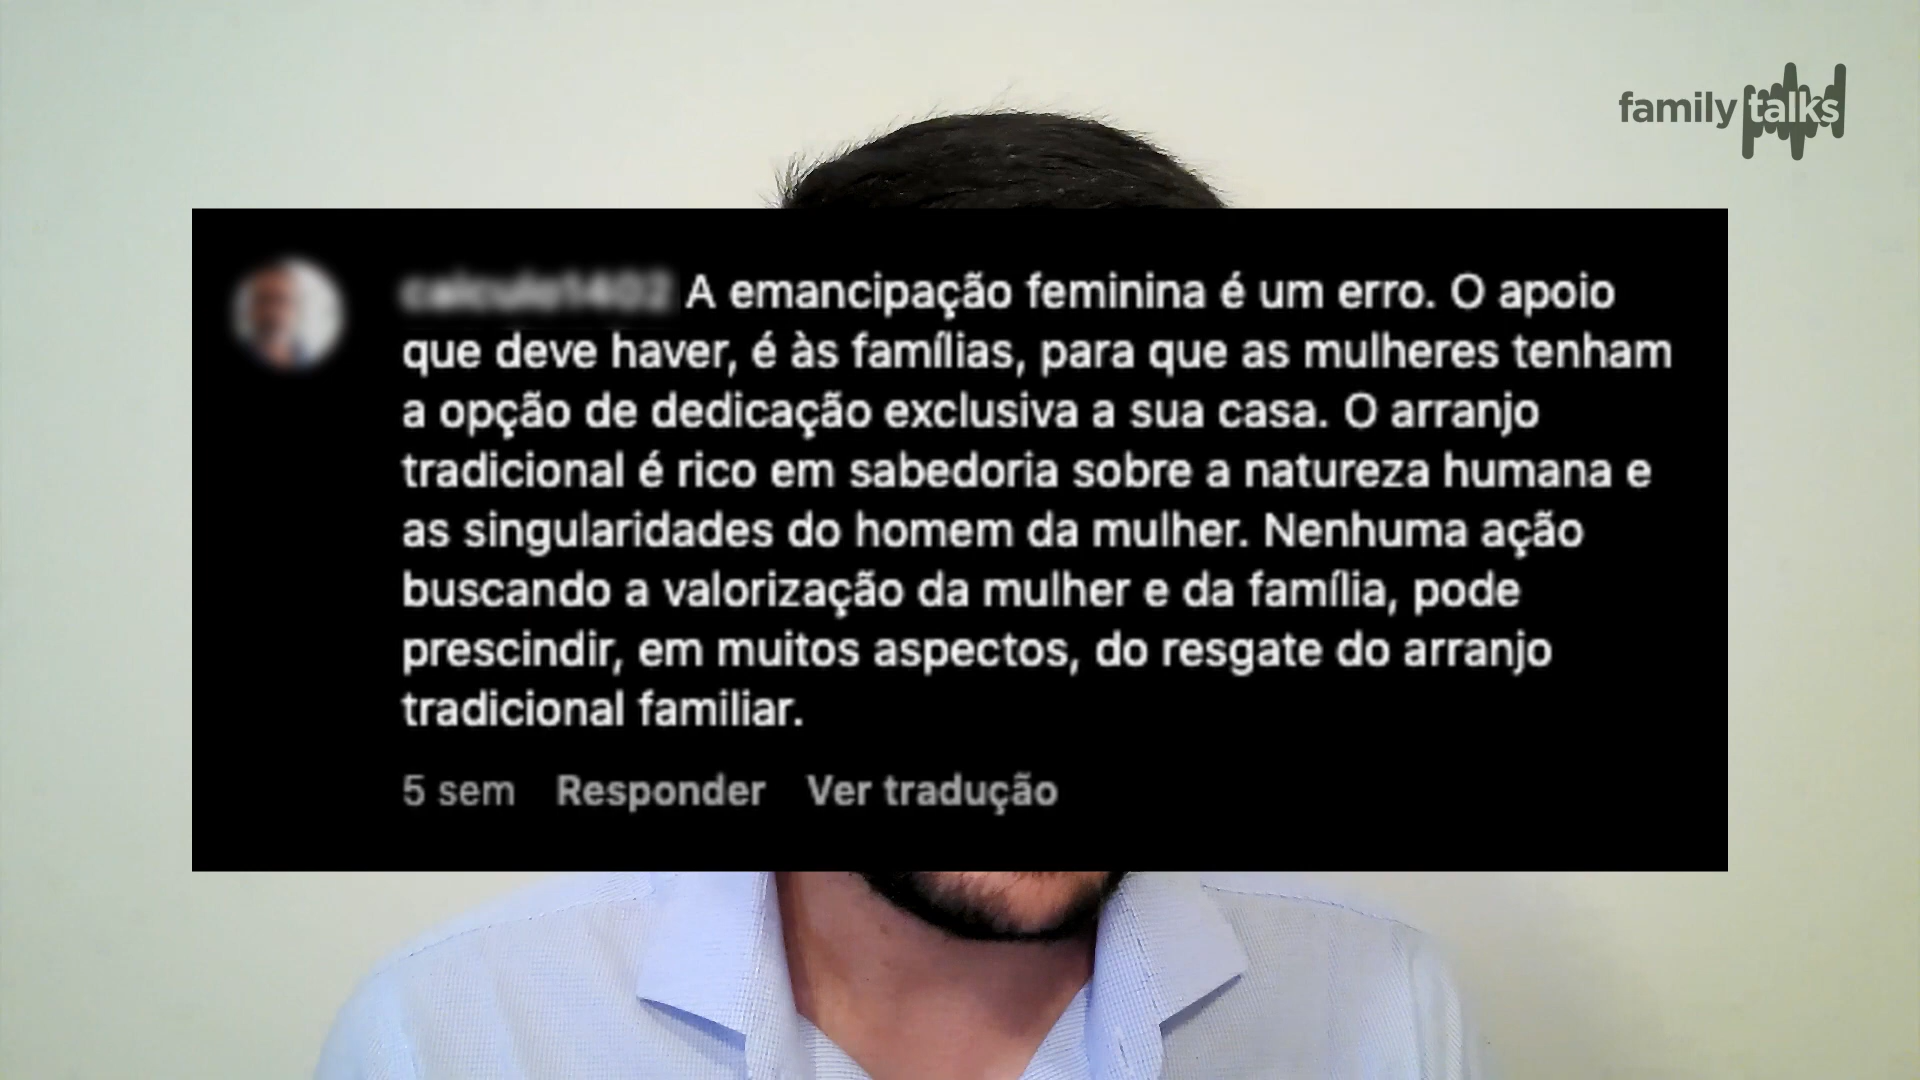 family talks
A emancipação feminina é um erro. O apoio
que deve haver, é às famílias, para que as mulheres tenham
a opção de dedicação exclusiva a sua casa. O arranjo
tradicional é rico em sabedoria sobre a natureza humana e
as singularidades do homem da mulher. Nenhuma ação
buscando a valorização da mulher e da família, pode
prescindir, em muitos aspectos, do resgate do arranjo
tradicional familiar.
5 sem Responder Ver tradução